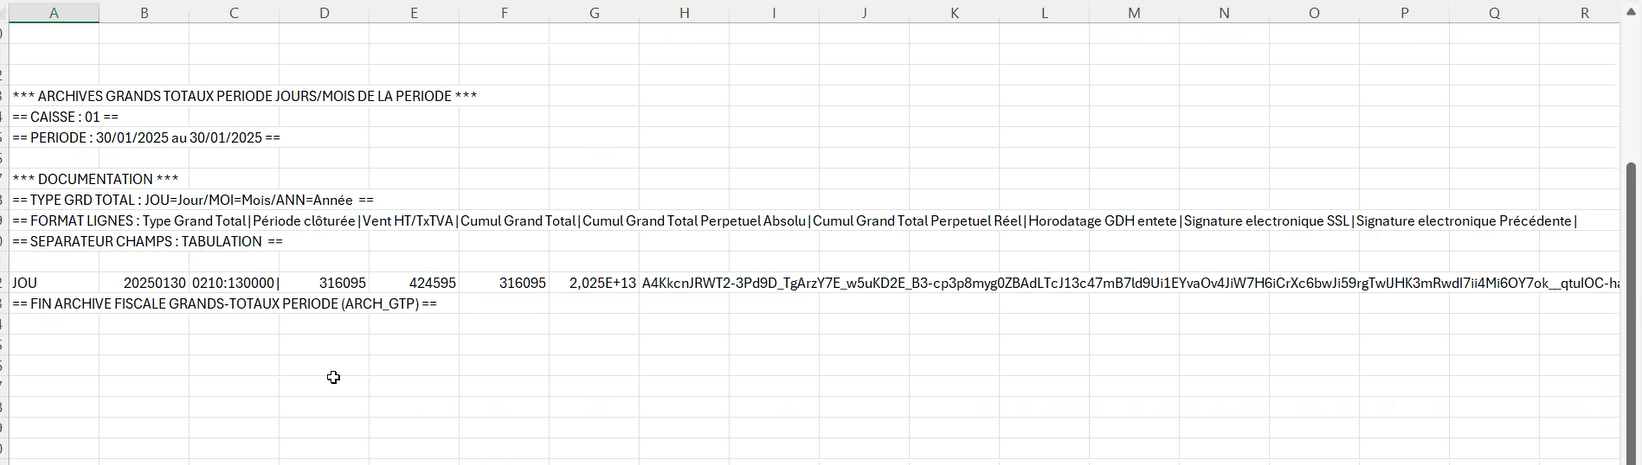 A B C D E F G H I J K L M N O P Q R
*** ARCHIVES GRANDS TOTAUX PERIODE JOURS/MOIS DE LA PERIODE ***
== CAISSE : 01 ==
== PERIODE : 30/01/2025 au 30/01/2025 ==
*** DOCUMENTATION ***
== TYPE GRD TOTAL : JOU=Jour/MOI=Mois/ANN=Année ==
== FORMAT LIGNES : Type Grand Total|Période clôturée|Vent HT/TxTVA|Cumul Grand Total|Cumul Grand Total Perpetuel Absolu|Cumul Grand Total Perpetuel Réel|Horodatage GDH entete|Signature electronique SSL|Signature electronique Précédente|
== SEPARATEUR CHAMPS : TABULATION ==
JOU 20250130 0210:130000| 316095 424595 316095 2,025E+13
== FIN ARCHIVE FISCALE GRANDS-TOTAUX PERIODE (ARCH_GTP) ==